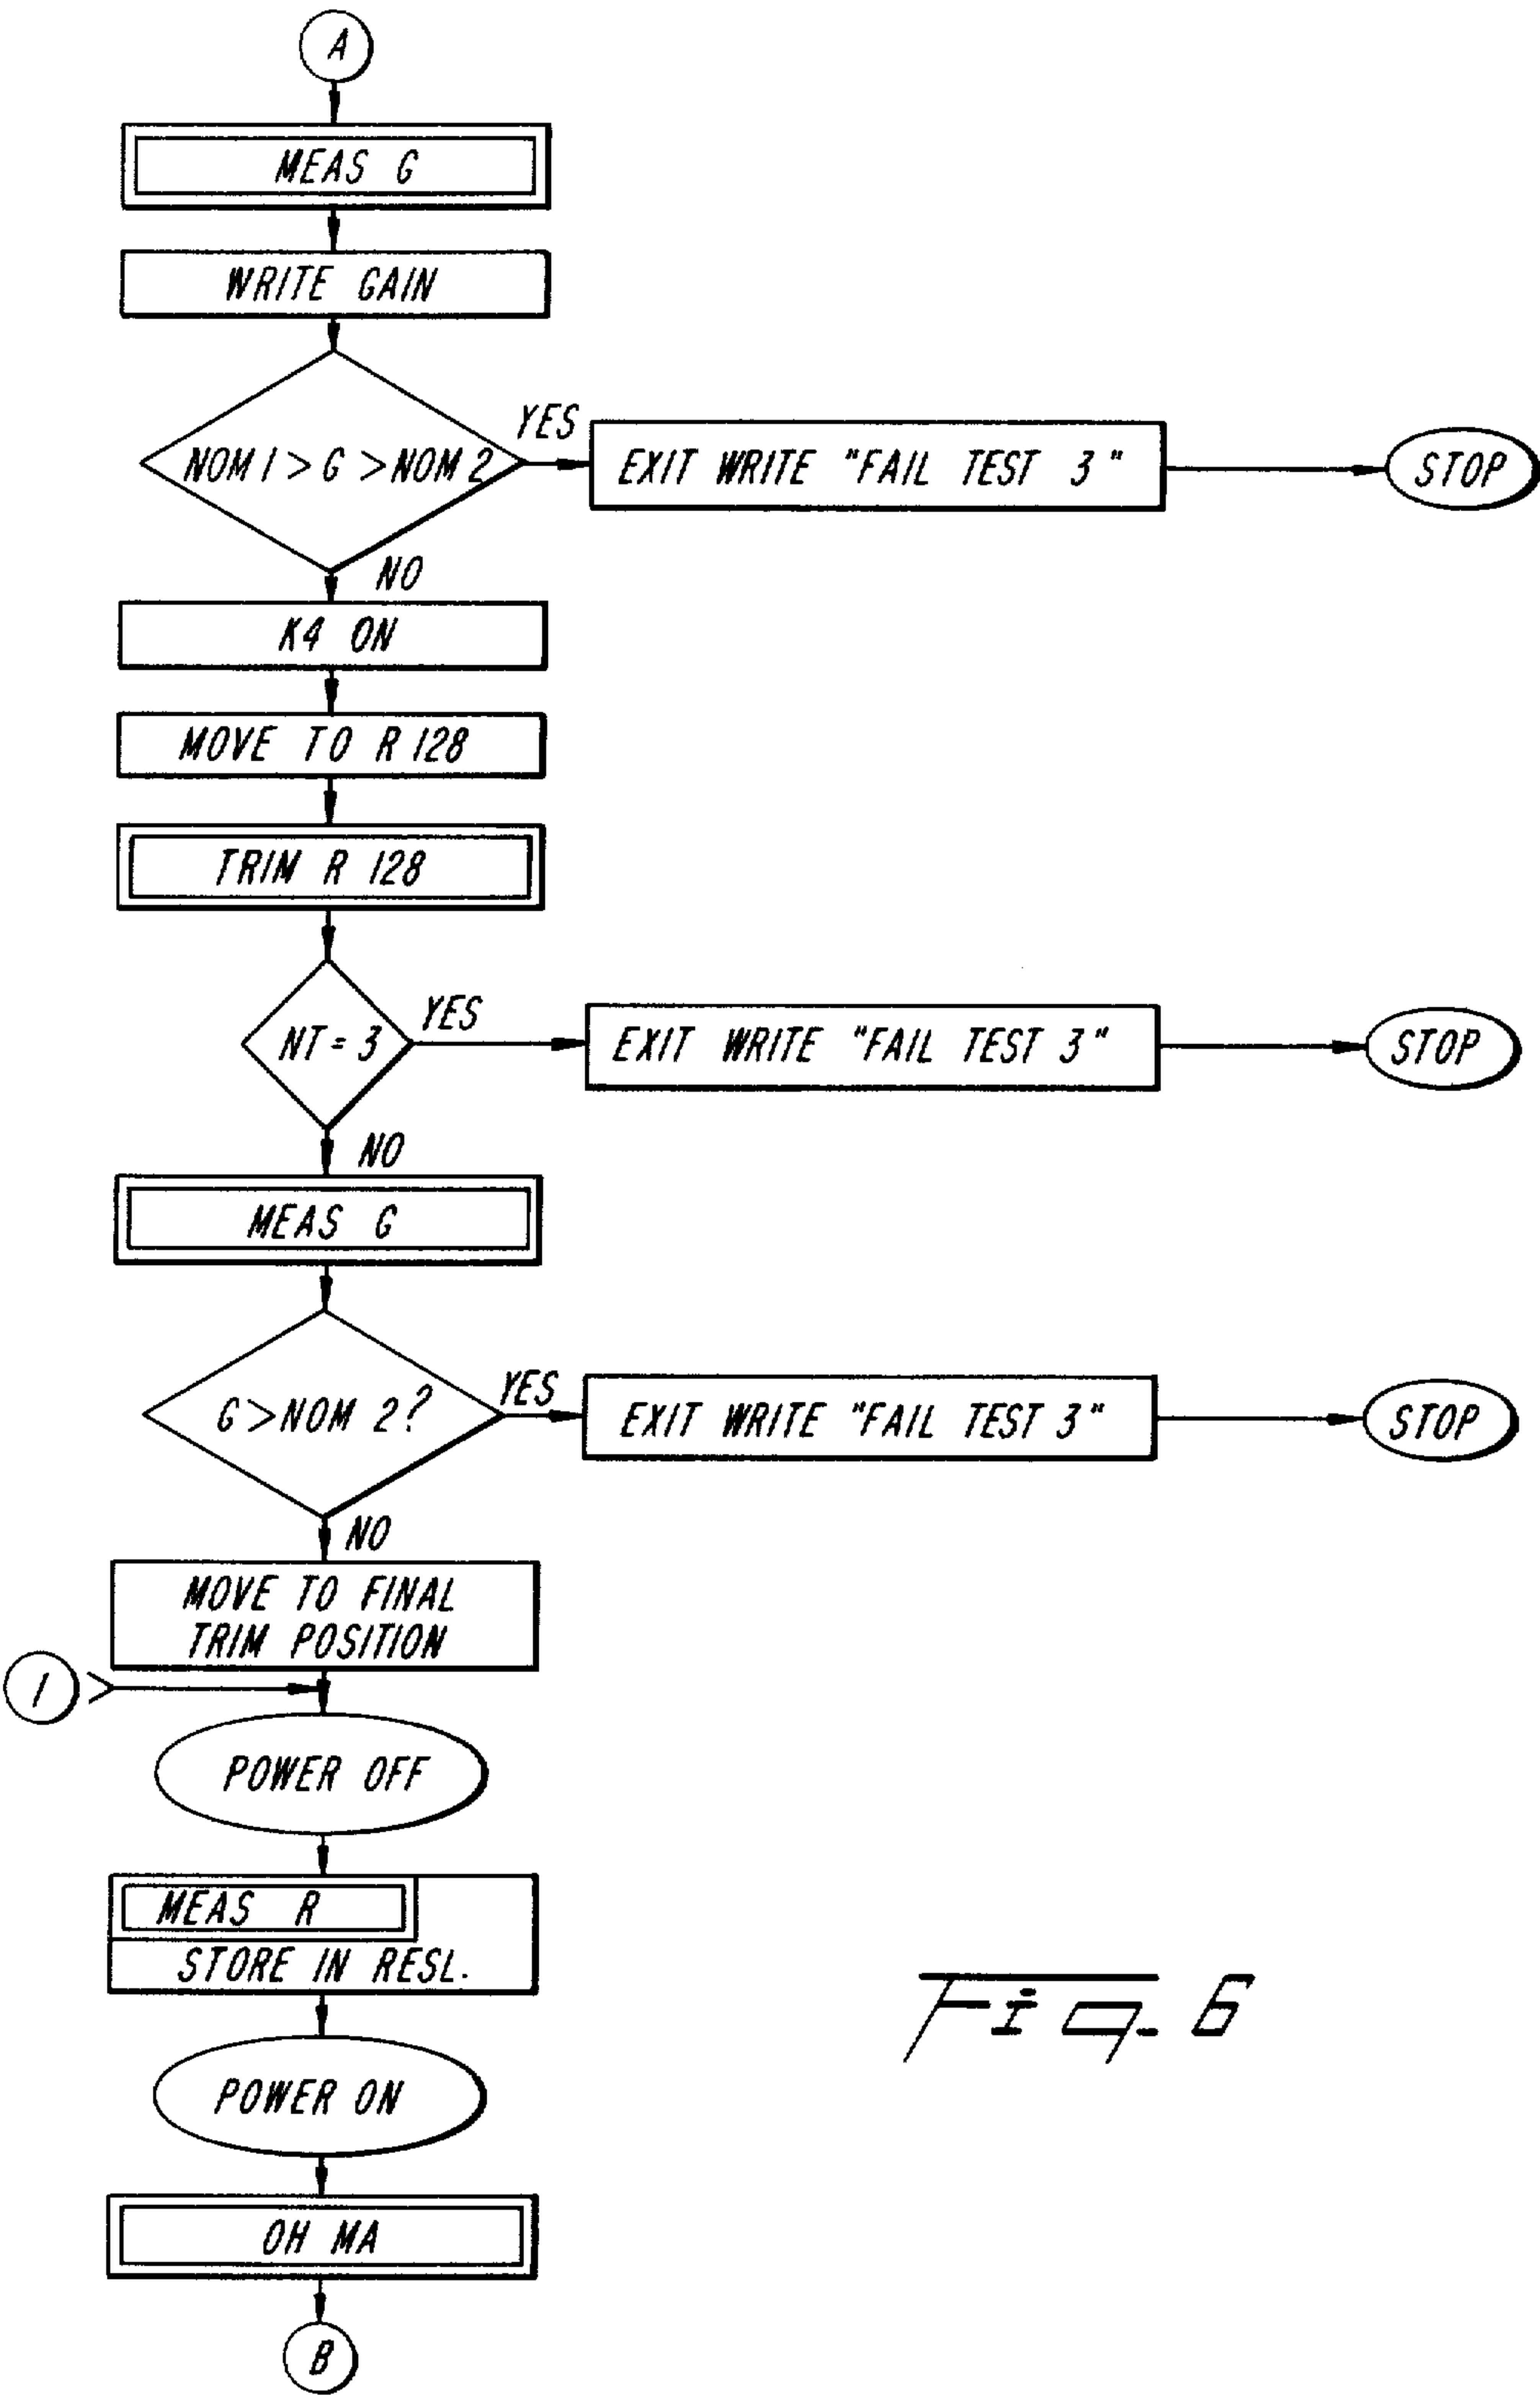 A
MEAS G
WRITE GAIN
NOM 1 > G > NOM 2
YES
EXIT WRITE "FAIL TEST 3"
STOP
NO
K4 ON
MOVE TO R 128
TRIM R 128
NT = 3
YES
EXIT WRITE "FAIL TEST 3"
STOP
NO
MEAS G
G > NOM 2?
YES
EXIT WRITE "FAIL TEST 3"
STOP
NO
MOVE TO FINAL
TRIM POSITION
1
POWER OFF
MEAS R
STORE IN RESL.
POWER ON
OH MA
B
Fig. 6